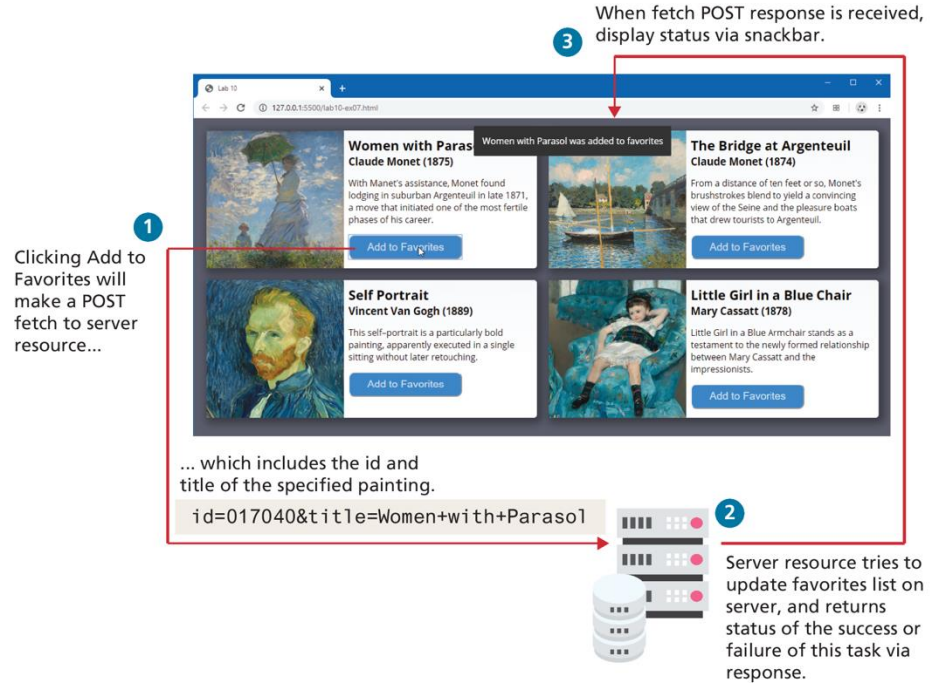 When fetch POST response is received,
display status via snackbar.
3
Lab 10
127.0.0.1:5500/lab10-ex07.html
Women with Paras
Claude Monet (1875)
With Manet's assistance, Monet found
lodging in suburban Argenteuil in late 1871,
a move that initiated one of the most fertile
phases of his career.
Add to Favorites
Women with Parasol was added to favorites
The Bridge at Argenteuil
Claude Monet (1874)
From a distance of ten feet or so, Monet's
brushstrokes blend to yield a convincing
view of the Seine and the pleasure boats
that drew tourists to Argenteuil.
Add to Favorites
1
Clicking Add to
Favorites will
make a POST
fetch to server
resource...
Self Portrait
Vincent Van Gogh (1889)
This self-portrait is a particularly bold
painting, apparently executed in a single
sitting without later retouching.
Add to Favorites
Little Girl in a Blue Chair
Mary Cassatt (1878)
Little Girl in a Blue Armchair stands as a
testament to the newly formed relationship
between Mary Cassatt and the
impressionists.
Add to Favorites
... which includes the id and
title of the specified painting.
id=017040&title=Women+with+Parasol
2
Server resource tries to
update favorites list on
server, and returns
status of the success or
failure of this task via
response.